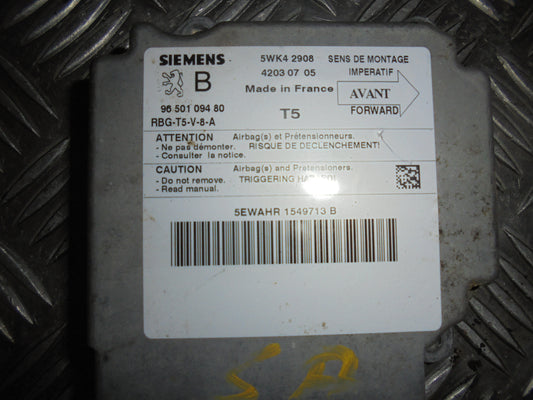 SIEMENS 5WK4 2908 SENS DE MONTAGE
B 4203 07 05 IMPERATIF
Made in France AVANT
96 501 094 80 FORWARD
RBG-T5-V-8-A T5
ATTENTION Airbag(s) et Prétensionneurs.
- Ne pas démonter. RISQUE DE DECLENCHEMENT!
- Consulter la notice.
CAUTION Airbag(s) and Pretensioners.
- Do not remove. TRIGGERING
- Read manual.
5EWAHR 1549713 B